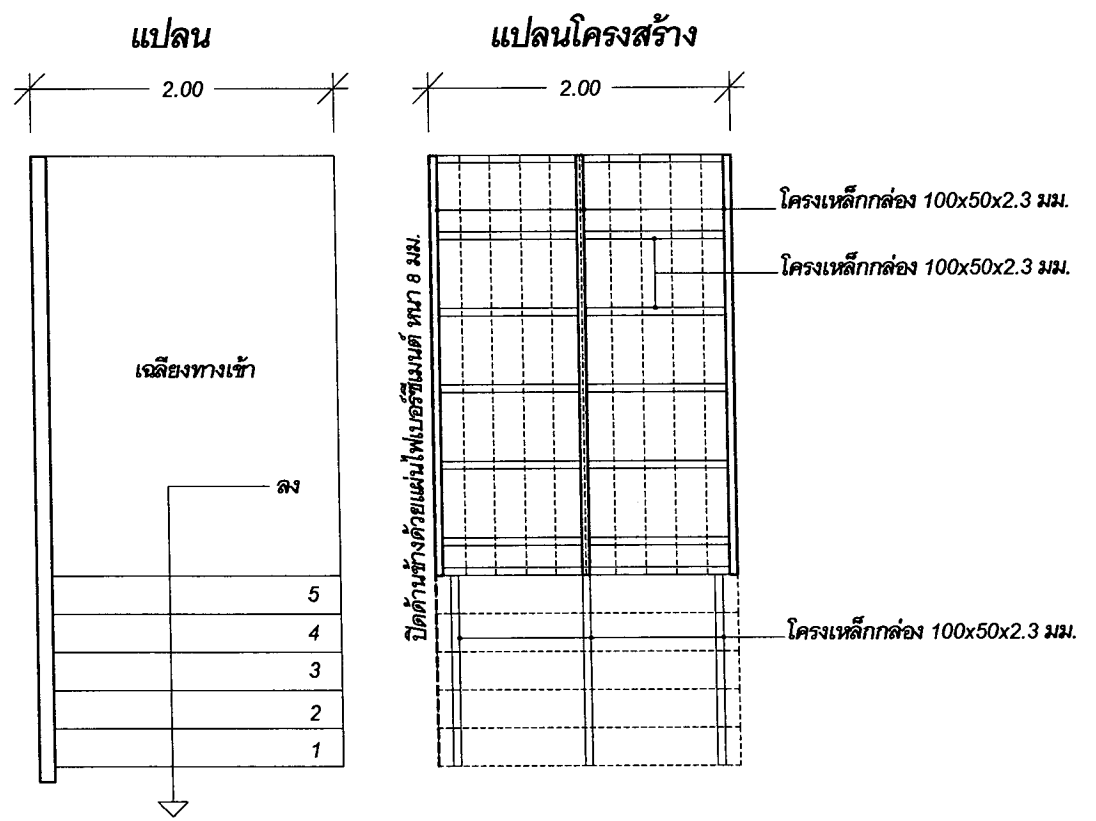 แปลน
แปลนโครงสร้าง
2.00
2.00
โครงเหล็กกล่อง 100x50x2.3 มม.
โครงเหล็กกล่อง 100x50x2.3 มม.
ปิดด้านข้างด้วยแผ่นไฟเบอร์ซีเมนต์ หนา 8 มม.
เฉลียงทางเข้า
ลง
5
4
3
2
1
โครงเหล็กกล่อง 100x50x2.3 มม.